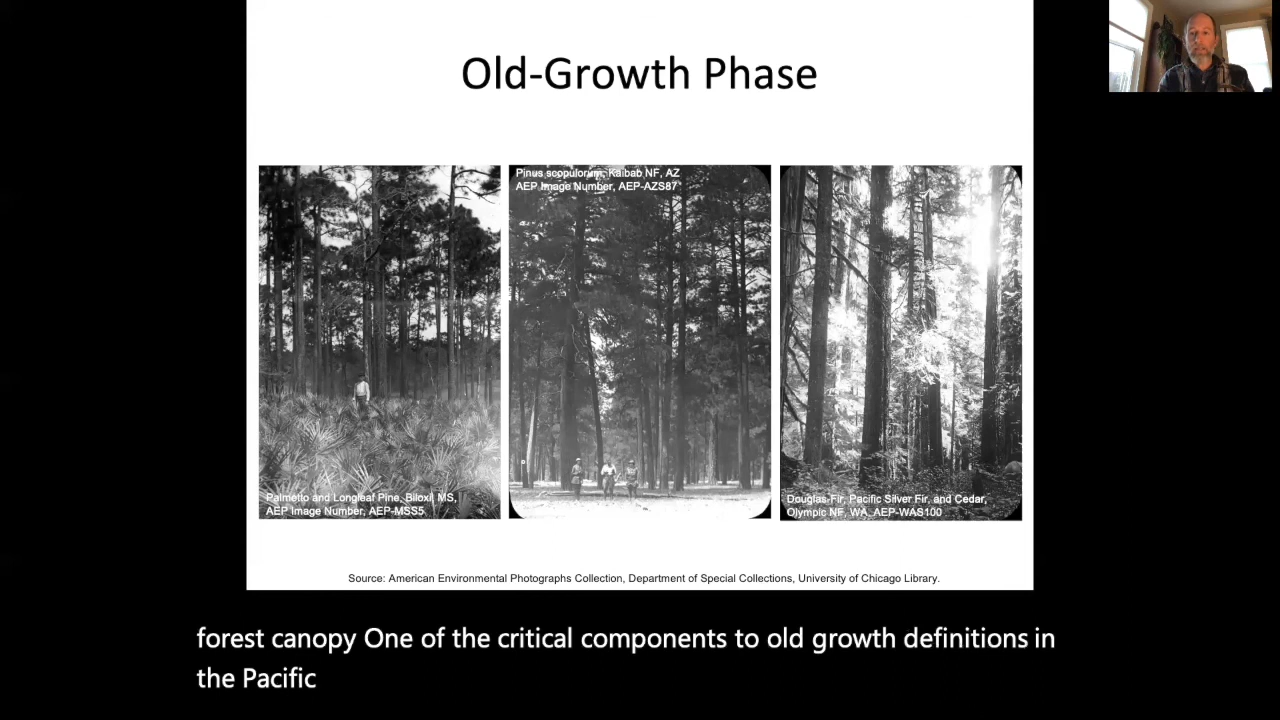 Old-Growth Phase
Pinus scopulorum, Kaibab NF, AZ
AEP Image Number, AEP-AZS87
Palmetto and Longleaf Pine, Biloxi, MS,
AEP Image Number, AEP-MSS5
Douglas-Fir, Pacific Silver Fir, and Cedar,
Olympic NF, WA, AEP-WAS100
Source: American Environmental Photographs Collection, Department of Special Collections, University of Chicago Library.
forest canopy One of the critical components to old growth definitions in
the Pacific